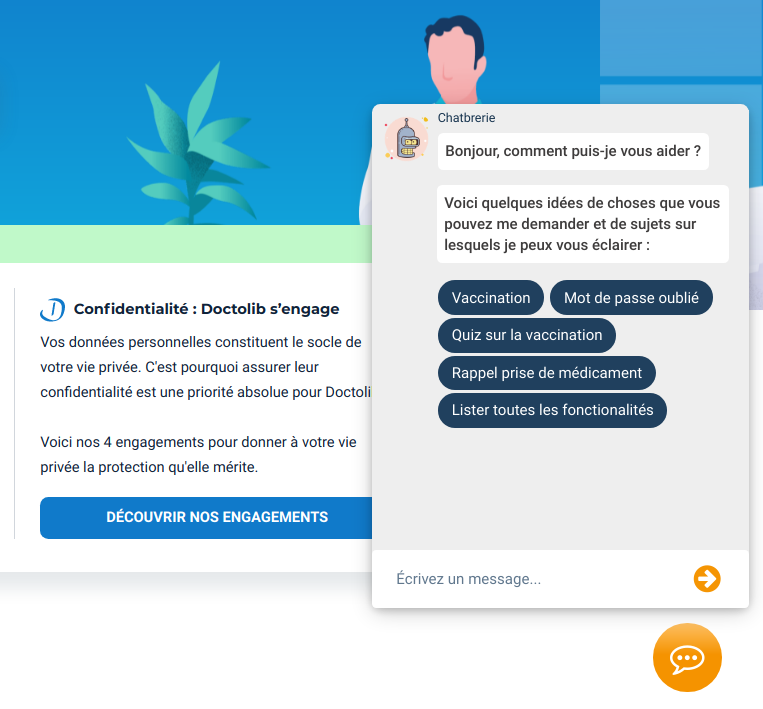 Confidentialité : Doctolib s’engage
Vos données personnelles constituent le socle de
votre vie privée. C'est pourquoi assurer leur
confidentialité est une priorité absolue pour Doctoli
Voici nos 4 engagements pour donner à votre vie
privée la protection qu'elle mérite.
DÉCOUVRIR NOS ENGAGEMENTS
Chatbrerie
Bonjour, comment puis-je vous aider ?
Voici quelques idées de choses que vous
pouvez me demander et de sujets sur
lesquels je peux vous éclairer :
Vaccination
Mot de passe oublié
Quiz sur la vaccination
Rappel prise de médicament
Lister toutes les fonctionalités
Écrivez un message...